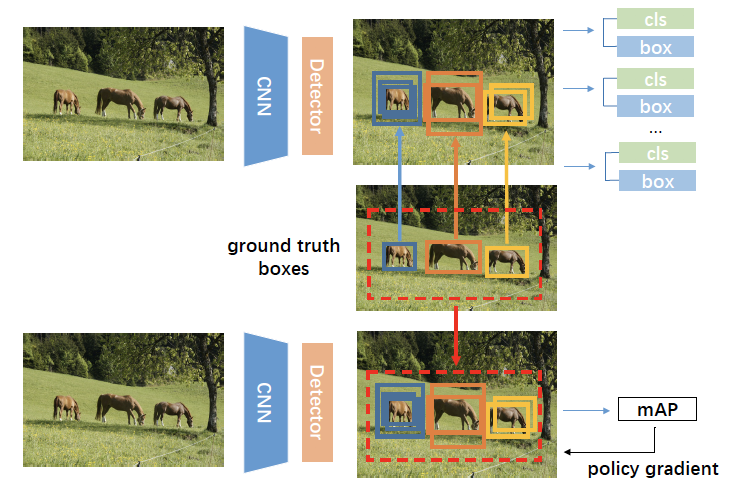 CNN
Detector
cls
box
cls
box
...
cls
box
ground truth
boxes
CNN
Detector
mAP
policy gradient